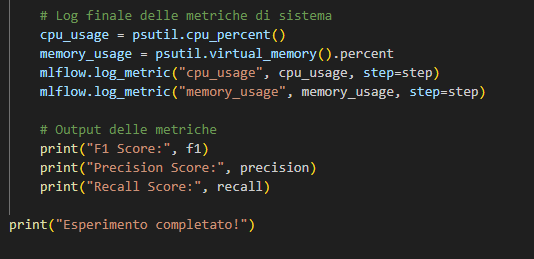 # Log finale delle metriche di sistema
cpu_usage = psutil.cpu_percent()
memory_usage = psutil.virtual_memory().percent
mlflow.log_metric("cpu_usage", cpu_usage, step=step)
mlflow.log_metric("memory_usage", memory_usage, step=step)
# Output delle metriche
print("F1 Score:", f1)
print("Precision Score:", precision)
print("Recall Score:", recall)
print("Esperimento completato!")